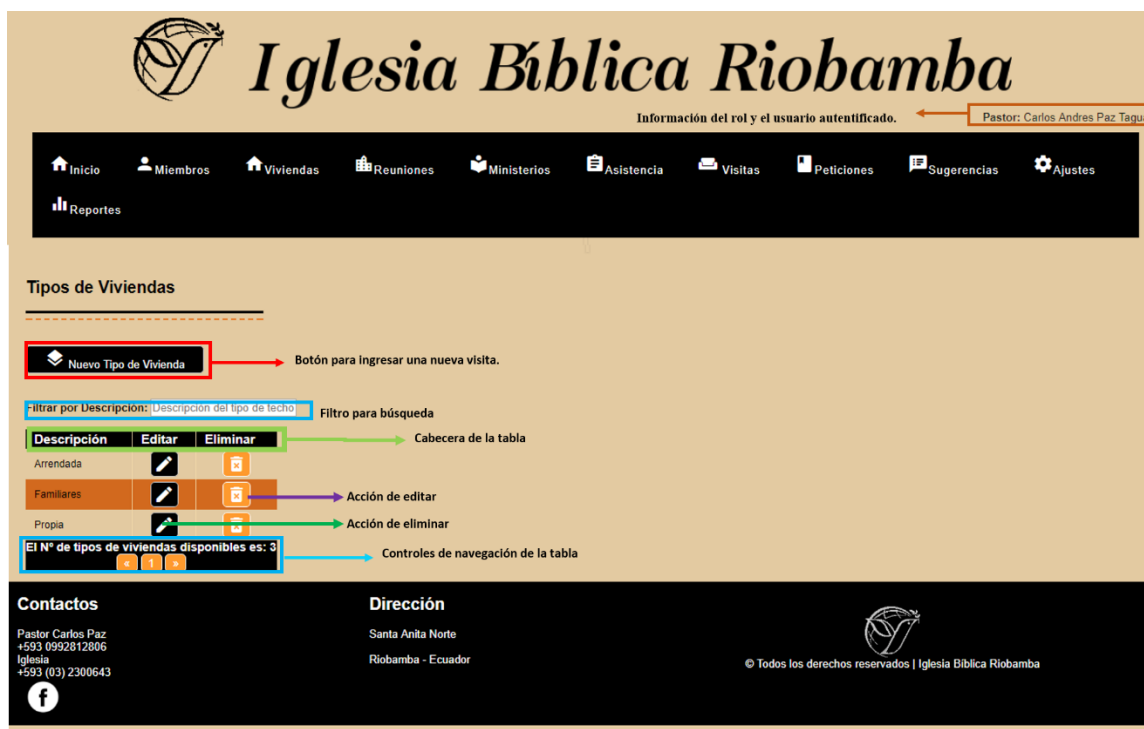 Iglesia Bíblica Riobamba
Información del rol y el usuario autentificado.
Pastor: Carlos Andres Paz
Inicio
Miembros
Viviendas
Reuniones
Ministerios
Asistencia
Visitas
Peticiones
Sugerencias
Ajustes
Reportes
Tipos de Viviendas
Nuevo Tipo de Vivienda
Botón para ingresar una nueva visita.
Filtrar por Descripción: Descripción del tipo de techo
Filtro para búsqueda
Descripción Editar Eliminar
Cabecera de la tabla
Arrendada
Familiares
Acción de editar
Propia
Acción de eliminar
El Nº de tipos de viviendas disponibles es: 3
« 1 »
Controles de navegación de la tabla
Contactos
Pastor Carlos Paz
+593 0992812806
Iglesia
+593 (03) 2300643
f
Dirección
Santa Anita Norte
Riobamba - Ecuador
© Todos los derechos reservados | Iglesia Bíblica Riobamba